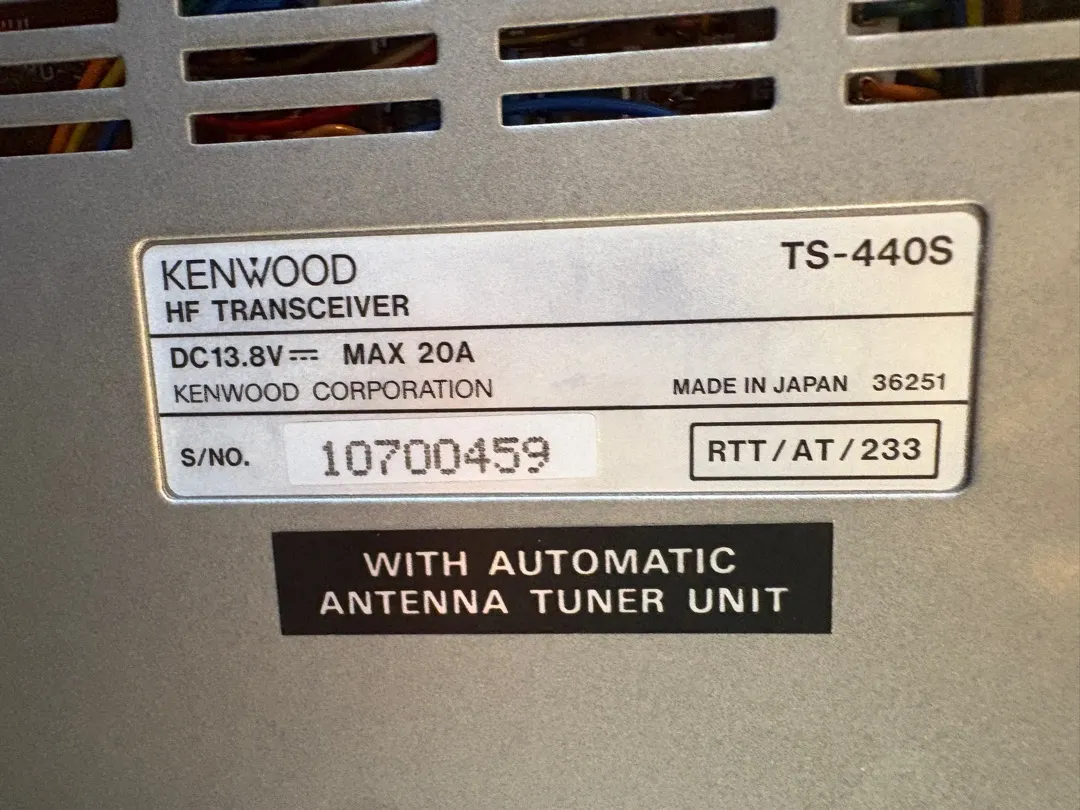 KENWOOD
TS-440S
HF TRANSCEIVER
DC13.8V⎓ MAX 20A
KENWOOD CORPORATION
MADE IN JAPAN 36251
S/NO. 10700459
RTT/AT/233
WITH AUTOMATIC
ANTENNA TUNER UNIT